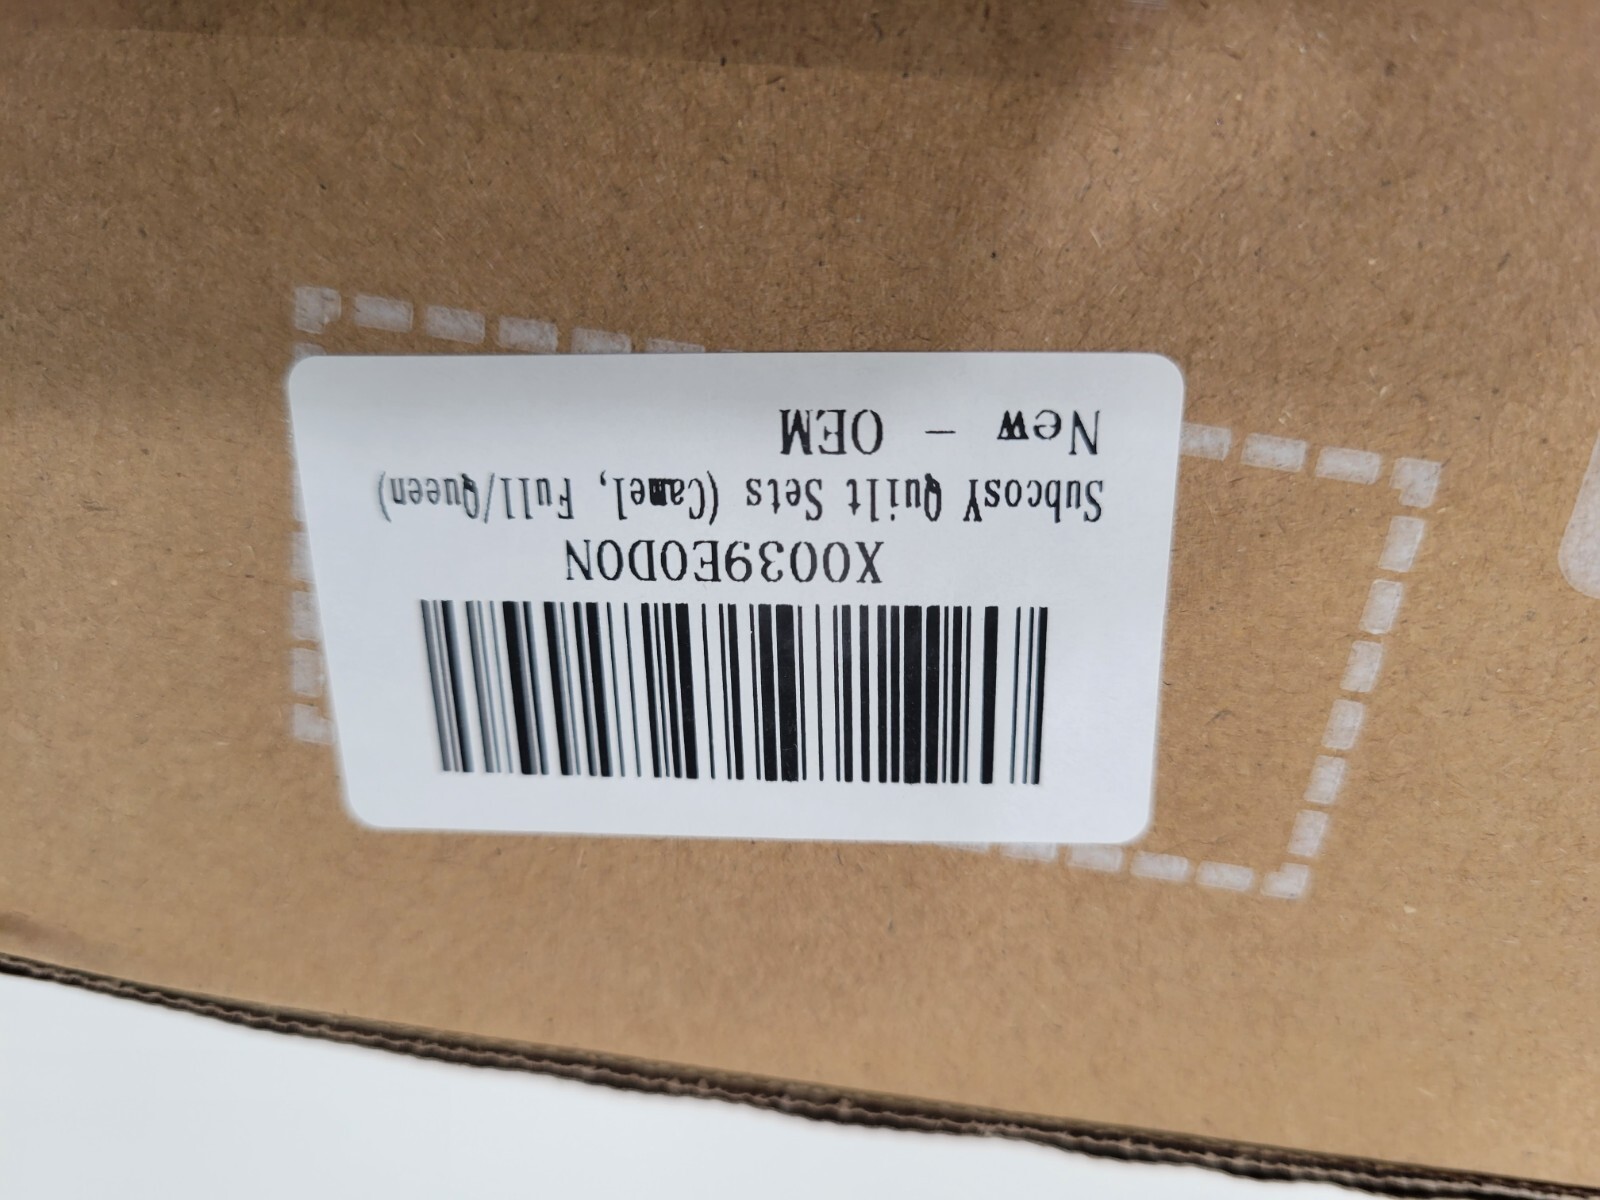 X0039E0D0N
SubcosY Quilt Sets (Camel, Full/Queen)
New - OEM